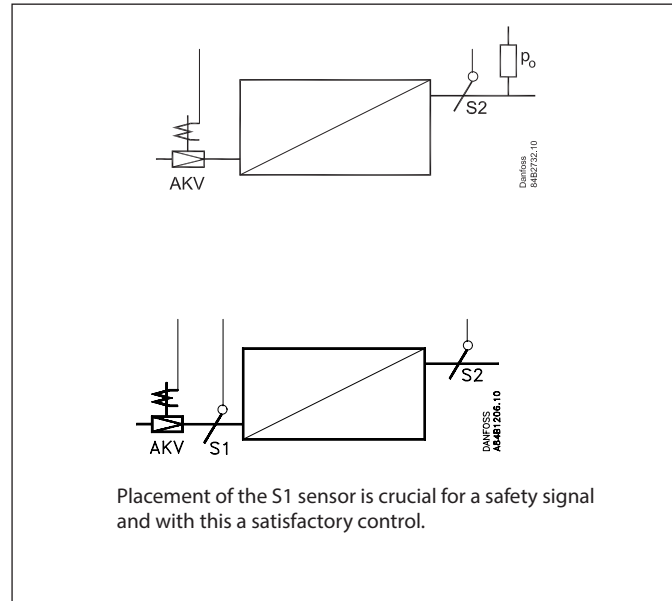 p₀
S2
AKV
Danfoss
84B2732.10
S2
AKV
S1
DANFOSS
A84B1206.10
Placement of the S1 sensor is crucial for a safety signal
and with this a satisfactory control.